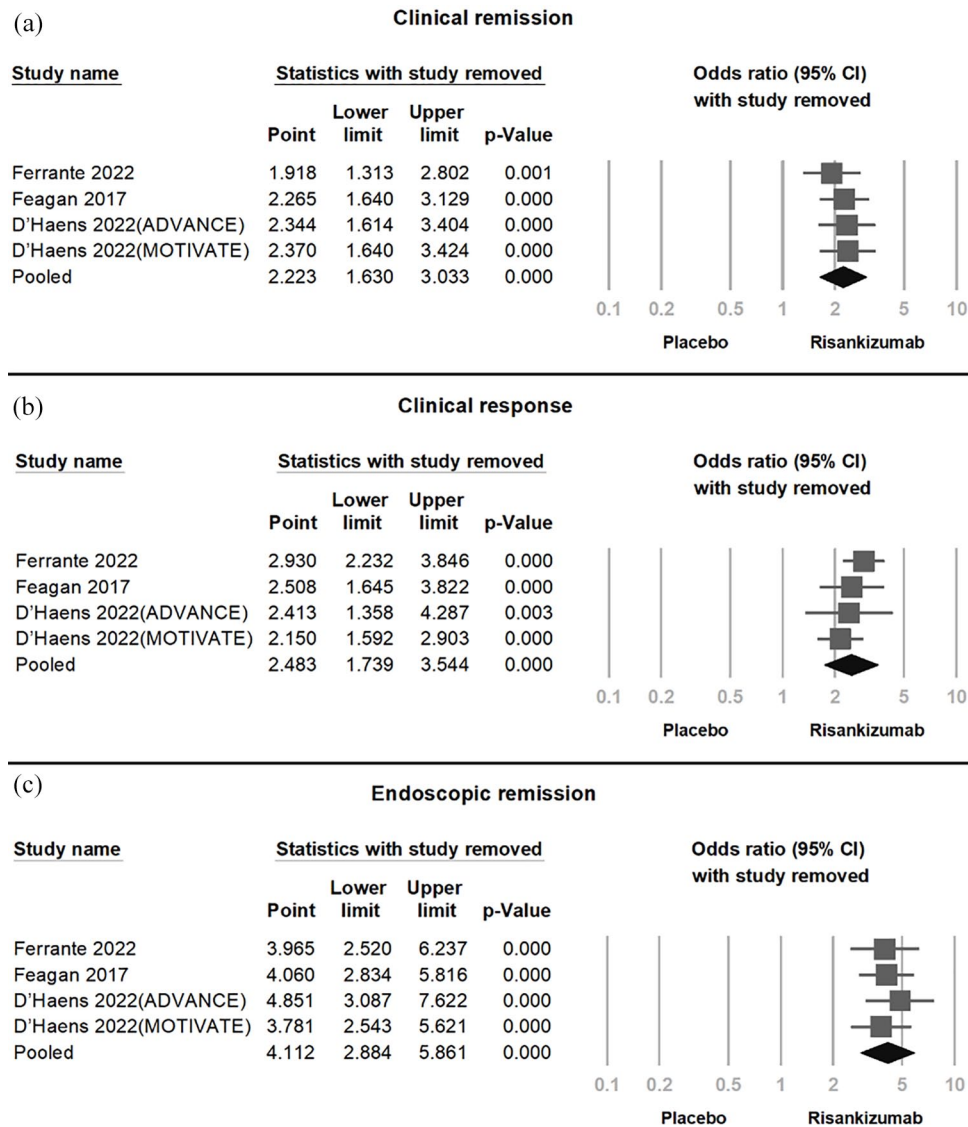 (a)
Clinical remission
Study name Statistics with study removed Odds ratio (95% CI)
with study removed
Lower Upper
Point limit limit p-Value
Ferrante 2022 1.918 1.313 2.802 0.001
Feagan 2017 2.265 1.640 3.129 0.000
D'Haens 2022(ADVANCE) 2.344 1.614 3.404 0.000
D'Haens 2022(MOTIVATE) 2.370 1.640 3.424 0.000
Pooled 2.223 1.630 3.033 0.000
0.1 0.2 0.5 1 2 5 10
Placebo Risankizumab
(b)
Clinical response
Study name Statistics with study removed Odds ratio (95% CI)
with study removed
Lower Upper
Point limit limit p-Value
Ferrante 2022 2.930 2.232 3.846 0.000
Feagan 2017 2.508 1.645 3.822 0.000
D'Haens 2022(ADVANCE) 2.413 1.358 4.287 0.003
D'Haens 2022(MOTIVATE) 2.150 1.592 2.903 0.000
Pooled 2.483 1.739 3.544 0.000
0.1 0.2 0.5 1 2 5 10
Placebo Risankizumab
(c)
Endoscopic remission
Study name Statistics with study removed Odds ratio (95% CI)
with study removed
Lower Upper
Point limit limit p-Value
Ferrante 2022 3.965 2.520 6.237 0.000
Feagan 2017 4.060 2.834 5.816 0.000
D'Haens 2022(ADVANCE) 4.851 3.087 7.622 0.000
D'Haens 2022(MOTIVATE) 3.781 2.543 5.621 0.000
Pooled 4.112 2.884 5.861 0.000
0.1 0.2 0.5 1 2 5 10
Placebo Risankizumab